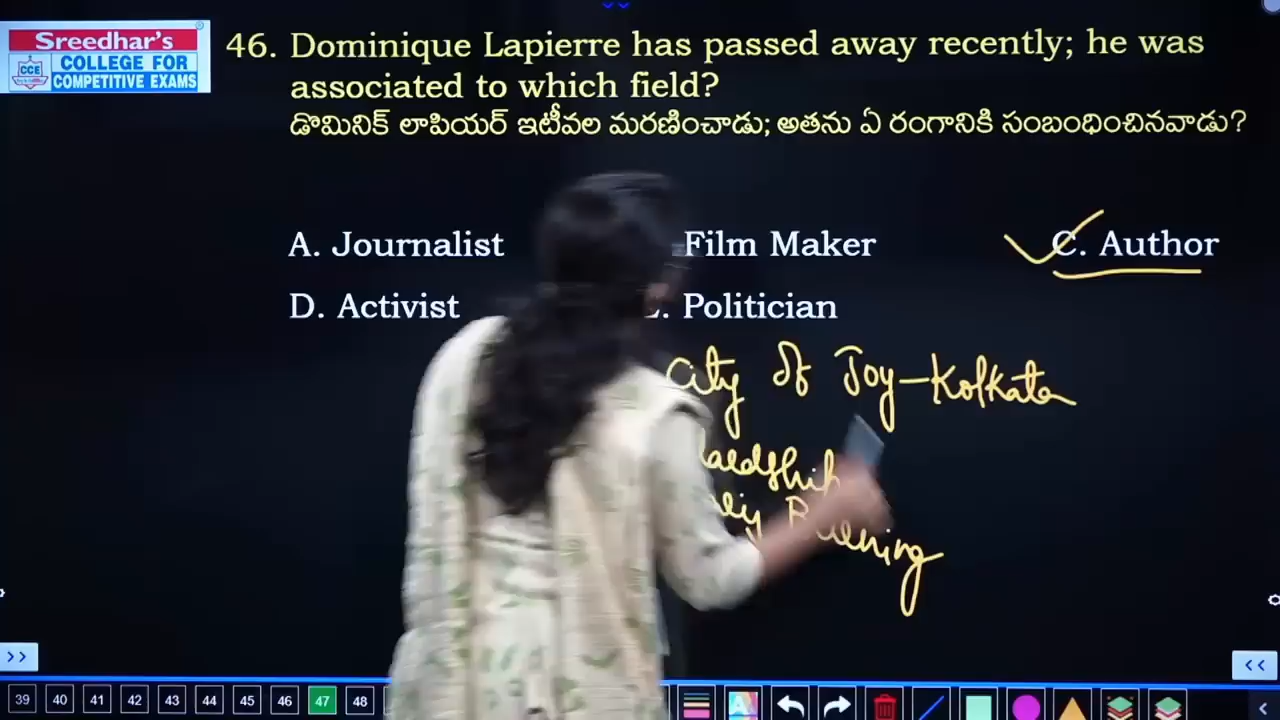 Sreedhar's
CCE
COLLEGE FOR
COMPETITIVE EXAMS
46. Dominique Lapierre has passed away recently; he was
associated to which field?
డొమినిక్ లాపియర్ ఇటీవల మరణించాడు; అతను ఏ రంగానికి సంబంధించినవాడు?
A. Journalist
Film Maker
C. Author
D. Activist
Politician
City of Joy-Kolkata
>>
<<
39 40 41 42 43 44 45 46 47 48
A
<